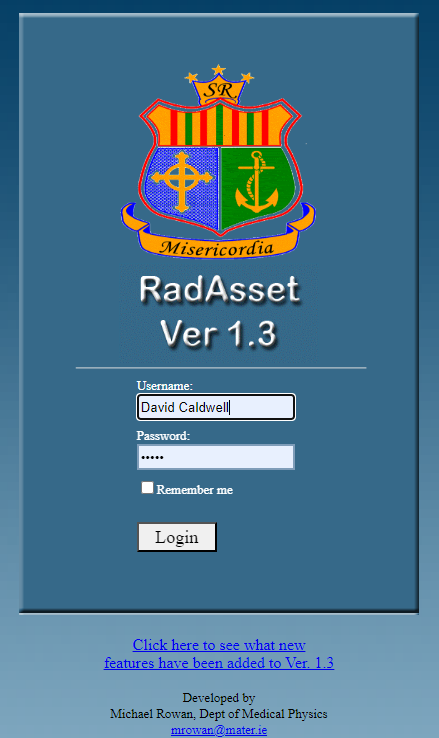 SR
Misericordia
RadAsset
Ver 1.3
Username:
David Caldwell
Password:
•••••
Remember me
Login
Click here to see what new
features have been added to Ver. 1.3
Developed by
Michael Rowan, Dept of Medical Physics
mrowan@mater.ie